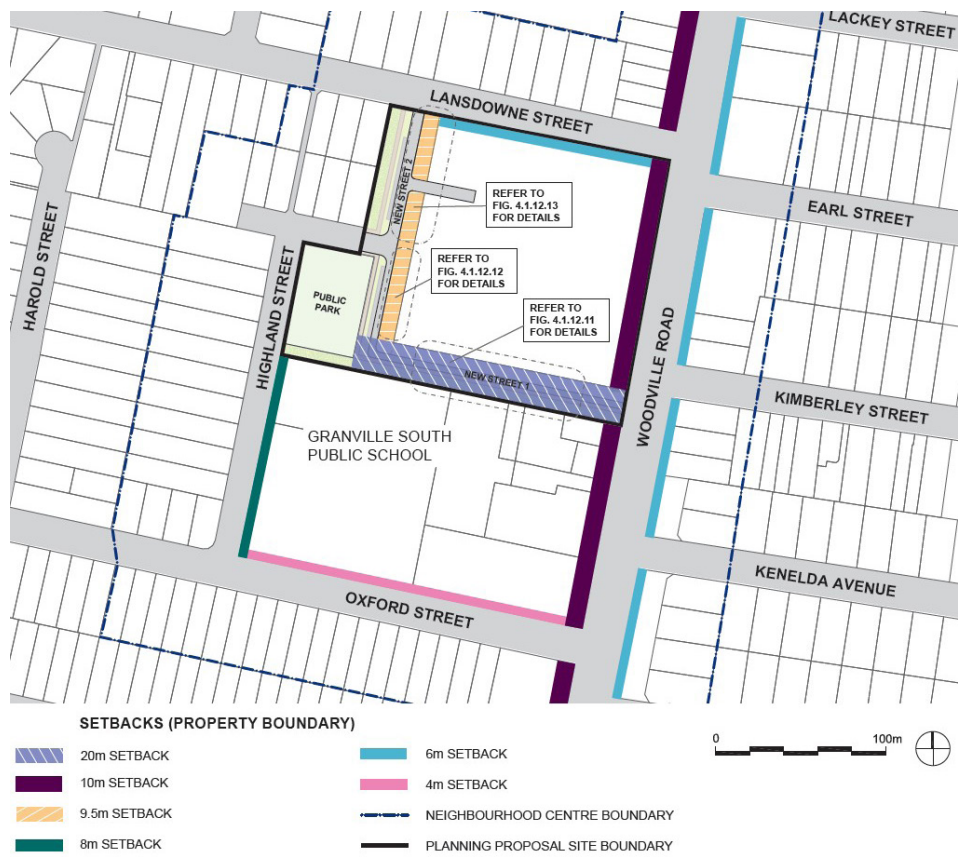 LACKEY STREET
LANSDOWNE STREET
NEW STREET 2
REFER TO
FIG. 4.1.12.13
FOR DETAILS
EARL STREET
HAROLD STREET
HIGHLAND STREET
REFER TO
FIG. 4.1.12.12
FOR DETAILS
PUBLIC
PARK
REFER TO
FIG. 4.1.12.11
FOR DETAILS
WOODVILLE ROAD
NEW STREET 1
KIMBERLEY STREET
GRANVILLE SOUTH
PUBLIC SCHOOL
KENELDA AVENUE
OXFORD STREET
SETBACKS (PROPERTY BOUNDARY)
20m SETBACK
10m SETBACK
9.5m SETBACK
8m SETBACK
6m SETBACK
4m SETBACK
NEIGHBOURHOOD CENTRE BOUNDARY
PLANNING PROPOSAL SITE BOUNDARY
0 100m